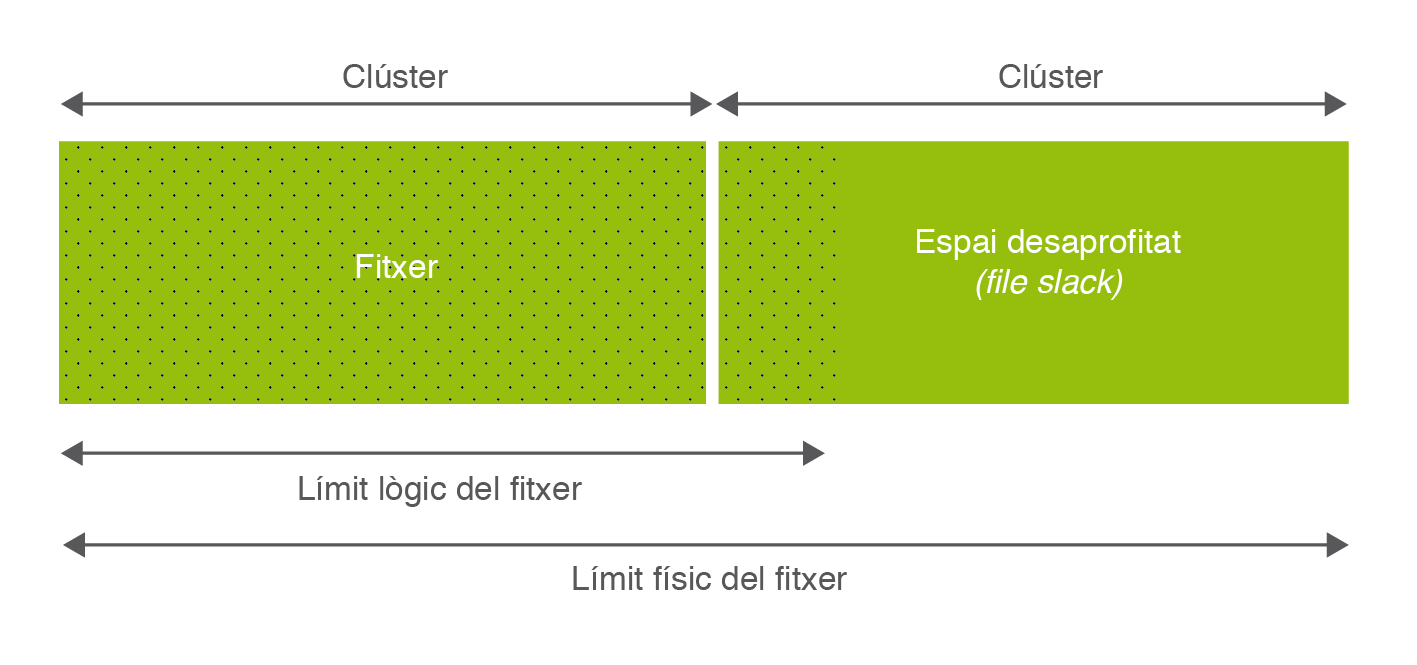 Clúster
Clúster
Fitxer
Espai desaprofitat
(file slack)
Límit lògic del fitxer
Límit físic del fitxer